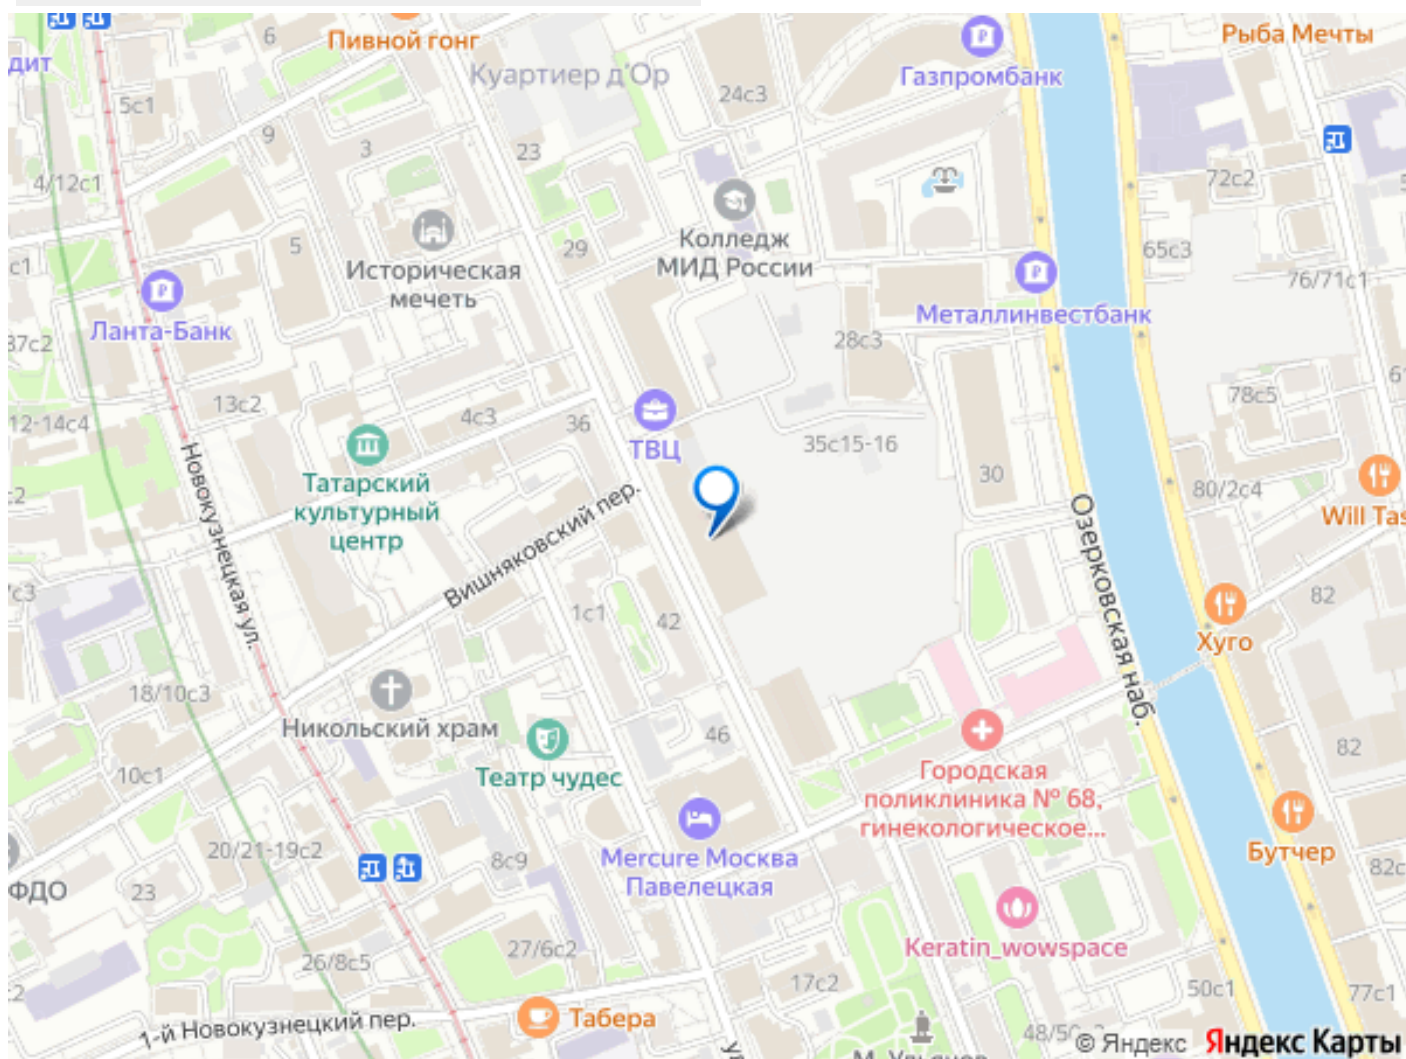 Пивной гонг
Рыба Мечты
дит
6
Куартиер д'Ор
Газпромбанк
5с1
24с3
9
3
23
4/12с1
72с2
5
29
Колледж
МИД России
65с3
с1
Историческая
мечеть
76/71с1
Ланта-Банк
Металлинвестбанк
37с2
28с3
13с2
4с3
36
78с5
12-14с4
ТВЦ
35с15-16
Татарский
культурный
центр
30
80/2с4
Will Tas
Новокузнецкая ул.
Вишняковский пер.
Озерковская наб.
1с1
42
82
Хуго
18/10с3
Никольский храм
46
82
Театр чудес
10с1
Городская
поликлиника № 68,
гинекологическое...
20/21-19с2
8с9
Mercure Москва
Павелецкая
Бутчер
82с
ФДО
23
Keratin_wowspace
27/6с2
26/8с5
17с2
50с1
77с1
1-й Новокузнецкий пер.
Табера
© Яндекс Яндекс Карты